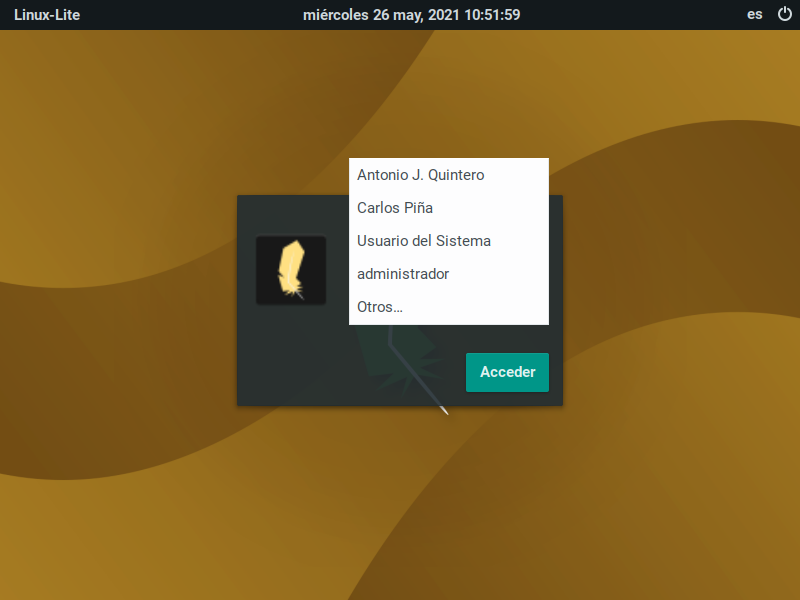 Linux-Lite
miércoles 26 may, 2021 10:51:59
es
Antonio J. Quintero
Carlos Piña
Usuario del Sistema
administrador
Otros...
Acceder